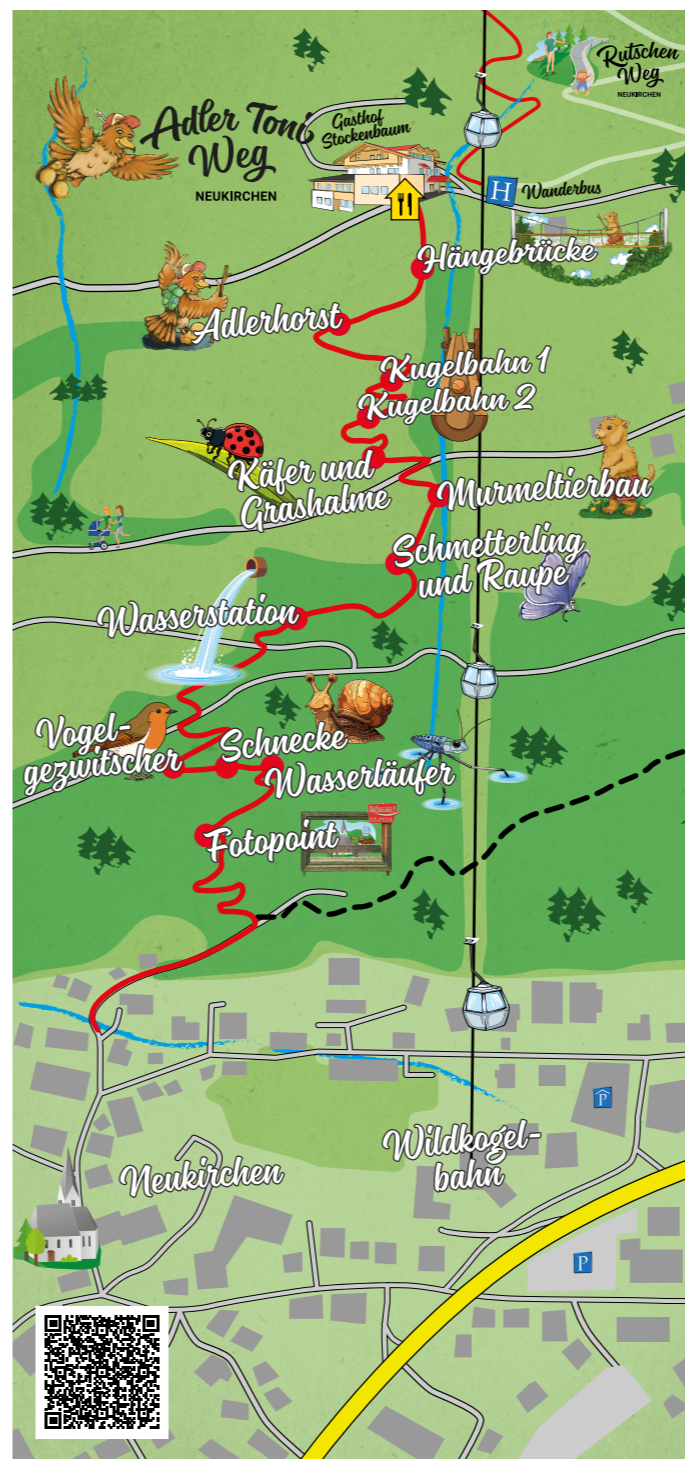 Rutschen
Weg
NEUKIRCHEN
Adler Toni
Weg
NEUKIRCHEN
Gasthof
Stockenbaum
H Wanderbus
Hängebrücke
Adlerhorst
Kugelbahn 1
Kugelbahn 2
Käfer und
Grashalme
Murmeltierbau
Schmetterling
und Raupe
Wasserstation
Vogel-
gezwitscher
Schnecke
Wasserläufer
Fotopoint
P
Wildkogel-
bahn
Neukirchen
P